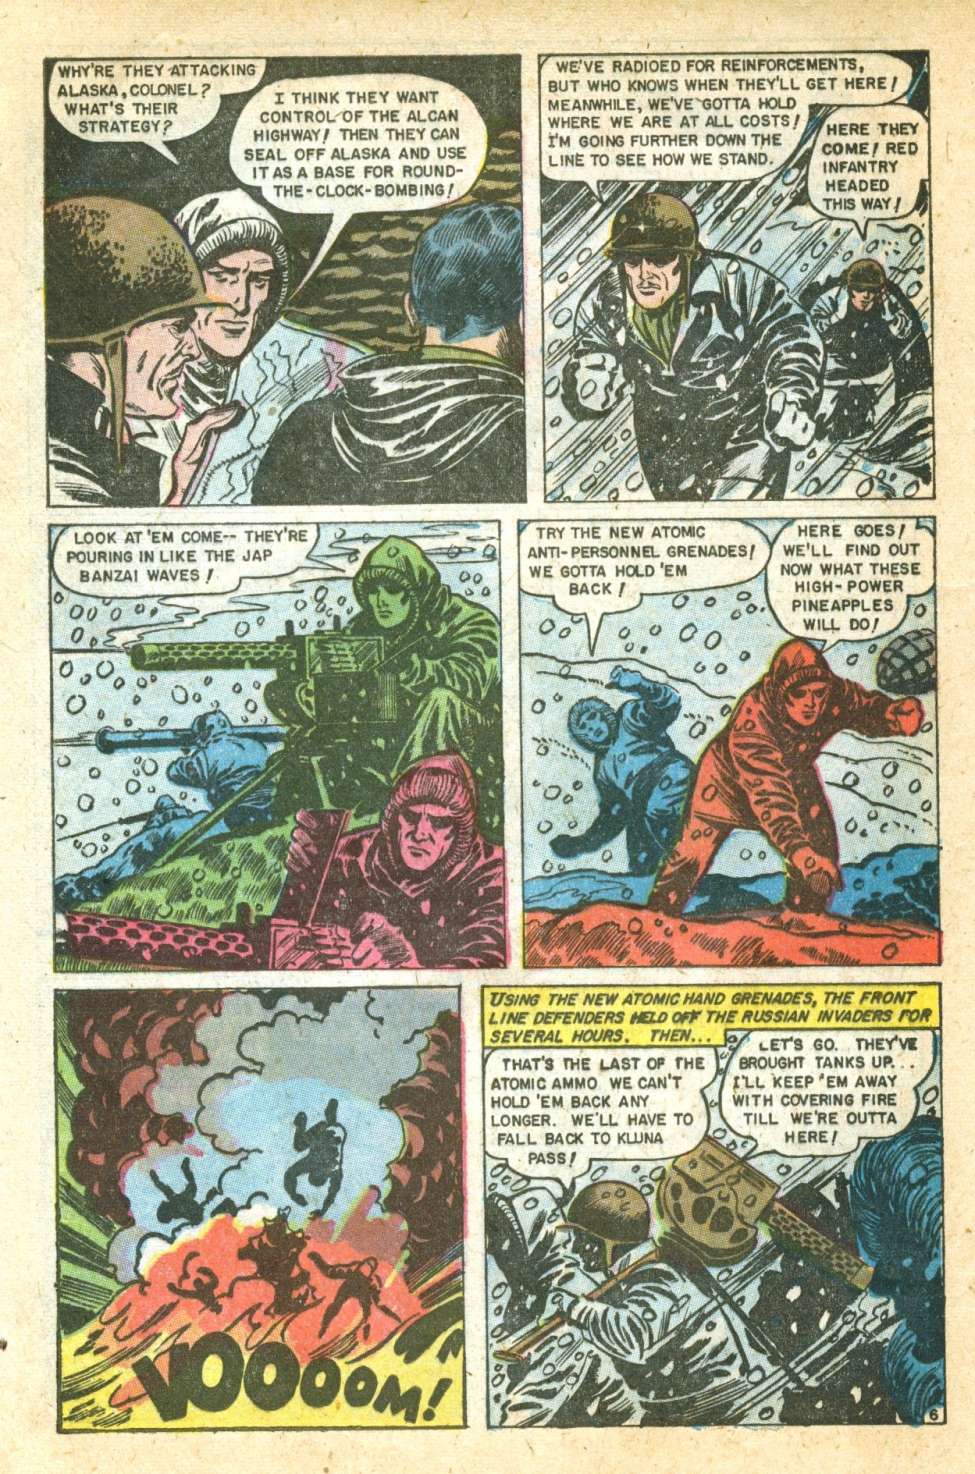 WHY'RE THEY ATTACKING
ALASKA, COLONEL?
WHAT'S THEIR
STRATEGY?
I THINK THEY WANT
CONTROL OF THE ALCAN
HIGHWAY! THEN THEY CAN
SEAL OFF ALASKA AND USE
IT AS A BASE FOR ROUND-
THE-CLOCK-BOMBING!
WE'VE RADIOED FOR REINFORCEMENTS,
BUT WHO KNOWS WHEN THEY'LL GET HERE!
MEANWHILE, WE'VE GOTTA HOLD
WHERE WE ARE AT ALL COSTS!
I'M GOING FURTHER DOWN THE
LINE TO SEE HOW WE STAND.
HERE THEY
COME! RED
INFANTRY
HEADED
THIS WAY!
LOOK AT 'EM COME-- THEY'RE
POURING IN LIKE THE JAP
BANZAI WAVES!
TRY THE NEW ATOMIC
ANTI-PERSONNEL GRENADES!
WE GOTTA HOLD 'EM
BACK!
HERE GOES!
WE'LL FIND OUT
NOW WHAT THESE
HIGH-POWER
PINEAPPLES
WILL DO!
VOOOOOM!
USING THE NEW ATOMIC HAND GRENADES, THE FRONT
LINE DEFENDERS HELD OFF THE RUSSIAN INVADERS FOR
SEVERAL HOURS. THEN...
THAT'S THE LAST OF THE
ATOMIC AMMO. WE CAN'T
HOLD 'EM BACK ANY
LONGER. WE'LL HAVE TO
FALL BACK TO KLUNA
PASS!
LET'S GO. THEY'VE
BROUGHT TANKS UP...
I'LL KEEP 'EM AWAY
WITH COVERING FIRE
TILL WE'RE OUTTA
HERE!
6